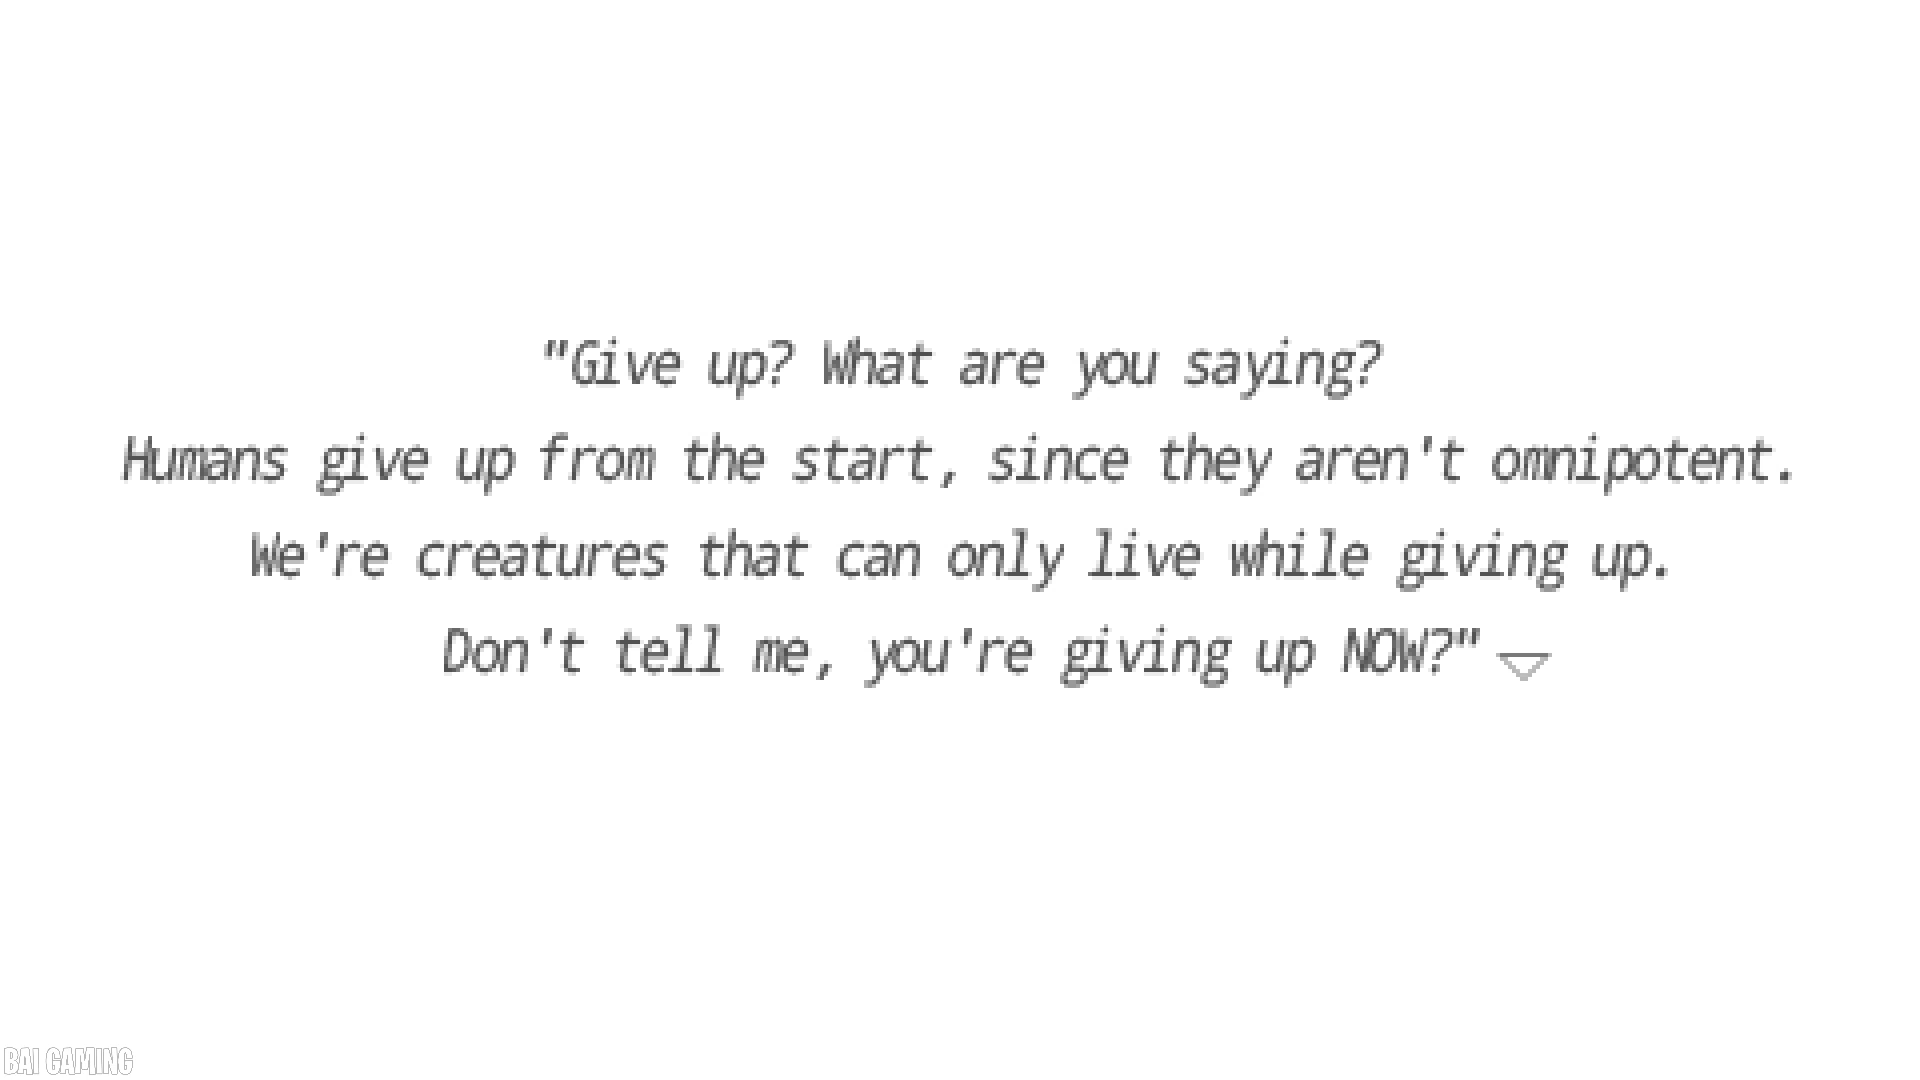 "Give up? What are you saying?
Humans give up from the start, since they aren't omnipotent.
We're creatures that can only live while giving up.
Don't tell me, you're giving up NOW?"
BAI GAMING